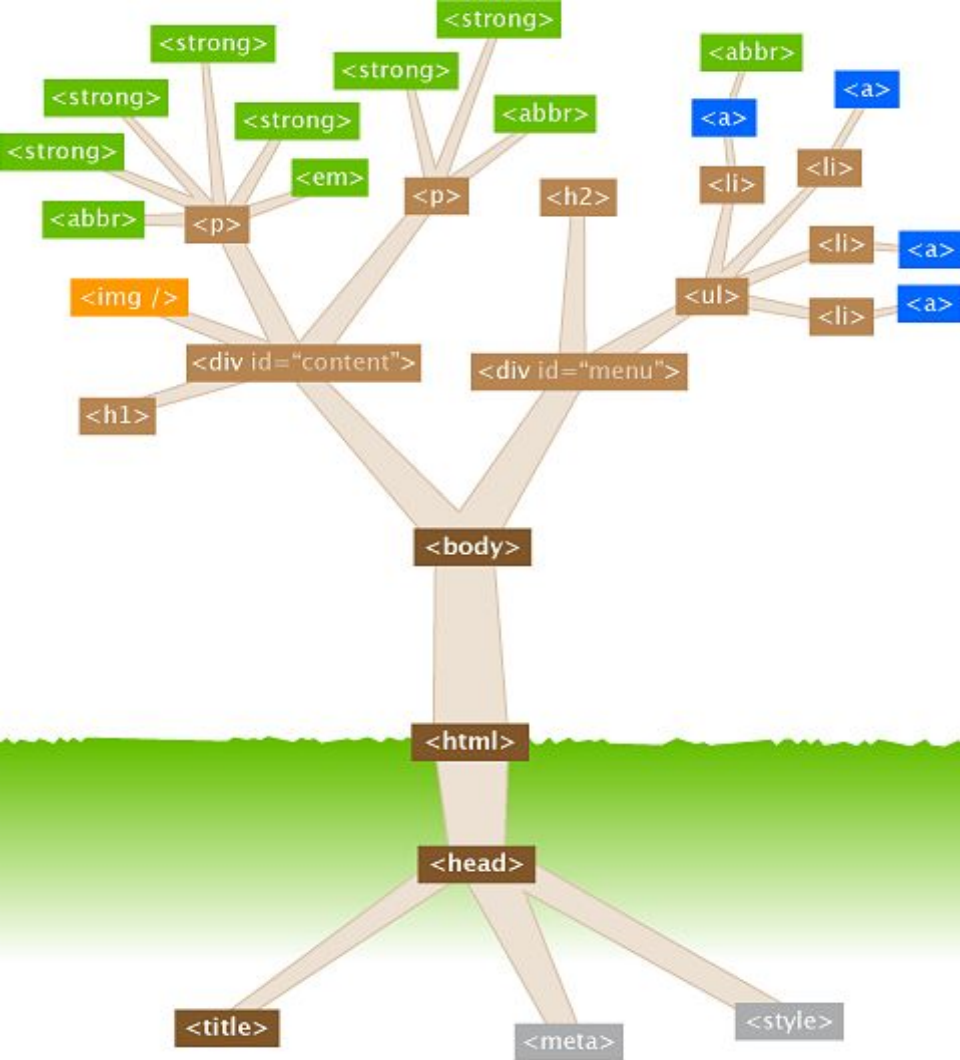 <strong>
<strong>
<abbr>
<strong>
<a>
<strong>
<a>
<abbr>
<strong>
<strong>
<li>
<em>
<li>
<p>
<h2>
<abbr>
<p>
<li>
<a>
<img />
<ul>
<a>
<li>
<div id=“content”>
<div id=“menu”>
<h1>
<body>
<html>
<head>
<title>
<meta>
<style>